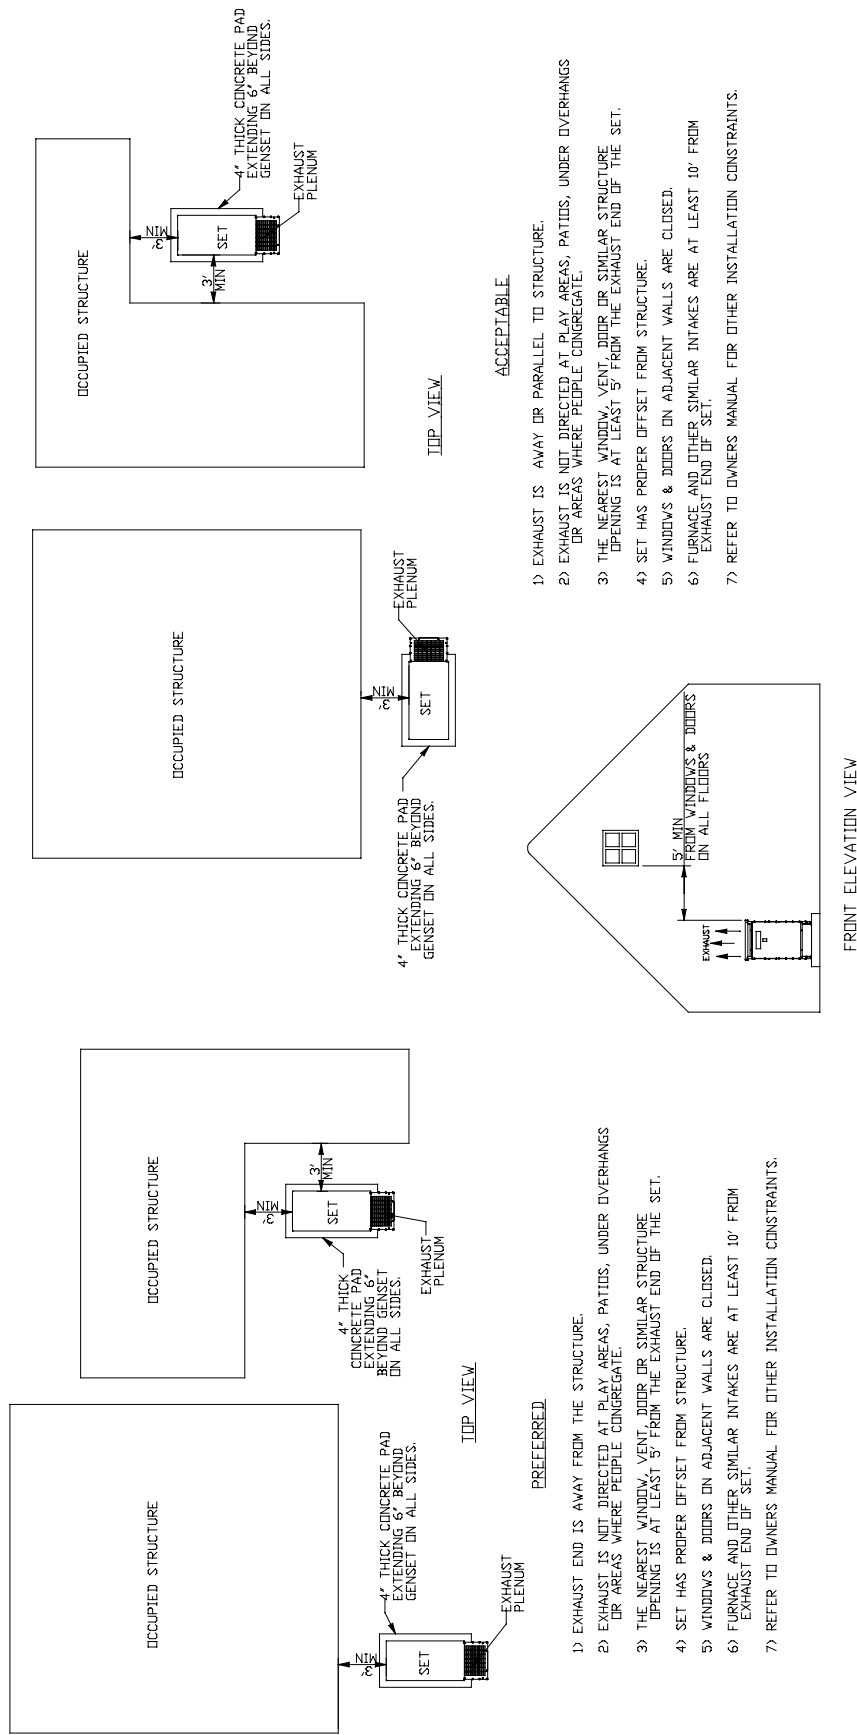 OCCUPIED STRUCTURE
3' MIN
SET
4" THICK CONCRETE PAD
EXTENDING 6" BEYOND
GENSET ON ALL SIDES.
EXHAUST
PLENUM
OCCUPIED STRUCTURE
3' MIN
3'
MIN
SET
4" THICK
CONCRETE PAD
EXTENDING 6"
BEYOND GENSET
ON ALL SIDES.
EXHAUST
PLENUM
TOP VIEW
PREFERRED
1) EXHAUST END IS AWAY FROM THE STRUCTURE.
2) EXHAUST IS NOT DIRECTED AT PLAY AREAS, PATIOS, UNDER OVERHANGS
OR AREAS WHERE PEOPLE CONGREGATE.
3) THE NEAREST WINDOW, VENT, DOOR OR SIMILAR STRUCTURE
OPENING IS AT LEAST 5' FROM THE EXHAUST END OF THE SET.
4) SET HAS PROPER OFFSET FROM STRUCTURE.
5) WINDOWS & DOORS ON ADJACENT WALLS ARE CLOSED.
6) FURNACE AND OTHER SIMILAR INTAKES ARE AT LEAST 10' FROM
EXHAUST END OF SET.
7) REFER TO OWNERS MANUAL FOR OTHER INSTALLATION CONSTRAINTS.
OCCUPIED STRUCTURE
3' MIN
SET
4" THICK CONCRETE PAD
EXTENDING 6" BEYOND
GENSET ON ALL SIDES.
EXHAUST
PLENUM
OCCUPIED STRUCTURE
3' MIN
3'
MIN
SET
4" THICK CONCRETE PAD
EXTENDING 6" BEYOND
GENSET ON ALL SIDES.
EXHAUST
PLENUM
TOP VIEW
ACCEPTABLE
1) EXHAUST IS AWAY OR PARALLEL TO STRUCTURE.
2) EXHAUST IS NOT DIRECTED AT PLAY AREAS, PATIOS, UNDER OVERHANGS
OR AREAS WHERE PEOPLE CONGREGATE.
3) THE NEAREST WINDOW, VENT, DOOR OR SIMILAR STRUCTURE
OPENING IS AT LEAST 5' FROM THE EXHAUST END OF THE SET.
4) SET HAS PROPER OFFSET FROM STRUCTURE.
5) WINDOWS & DOORS ON ADJACENT WALLS ARE CLOSED.
6) FURNACE AND OTHER SIMILAR INTAKES ARE AT LEAST 10' FROM
EXHAUST END OF SET.
7) REFER TO OWNERS MANUAL FOR OTHER INSTALLATION CONSTRAINTS.
EXHAUST
5' MIN
FROM WINDOWS & DOORS
ON ALL FLOORS
FRONT ELEVATION VIEW